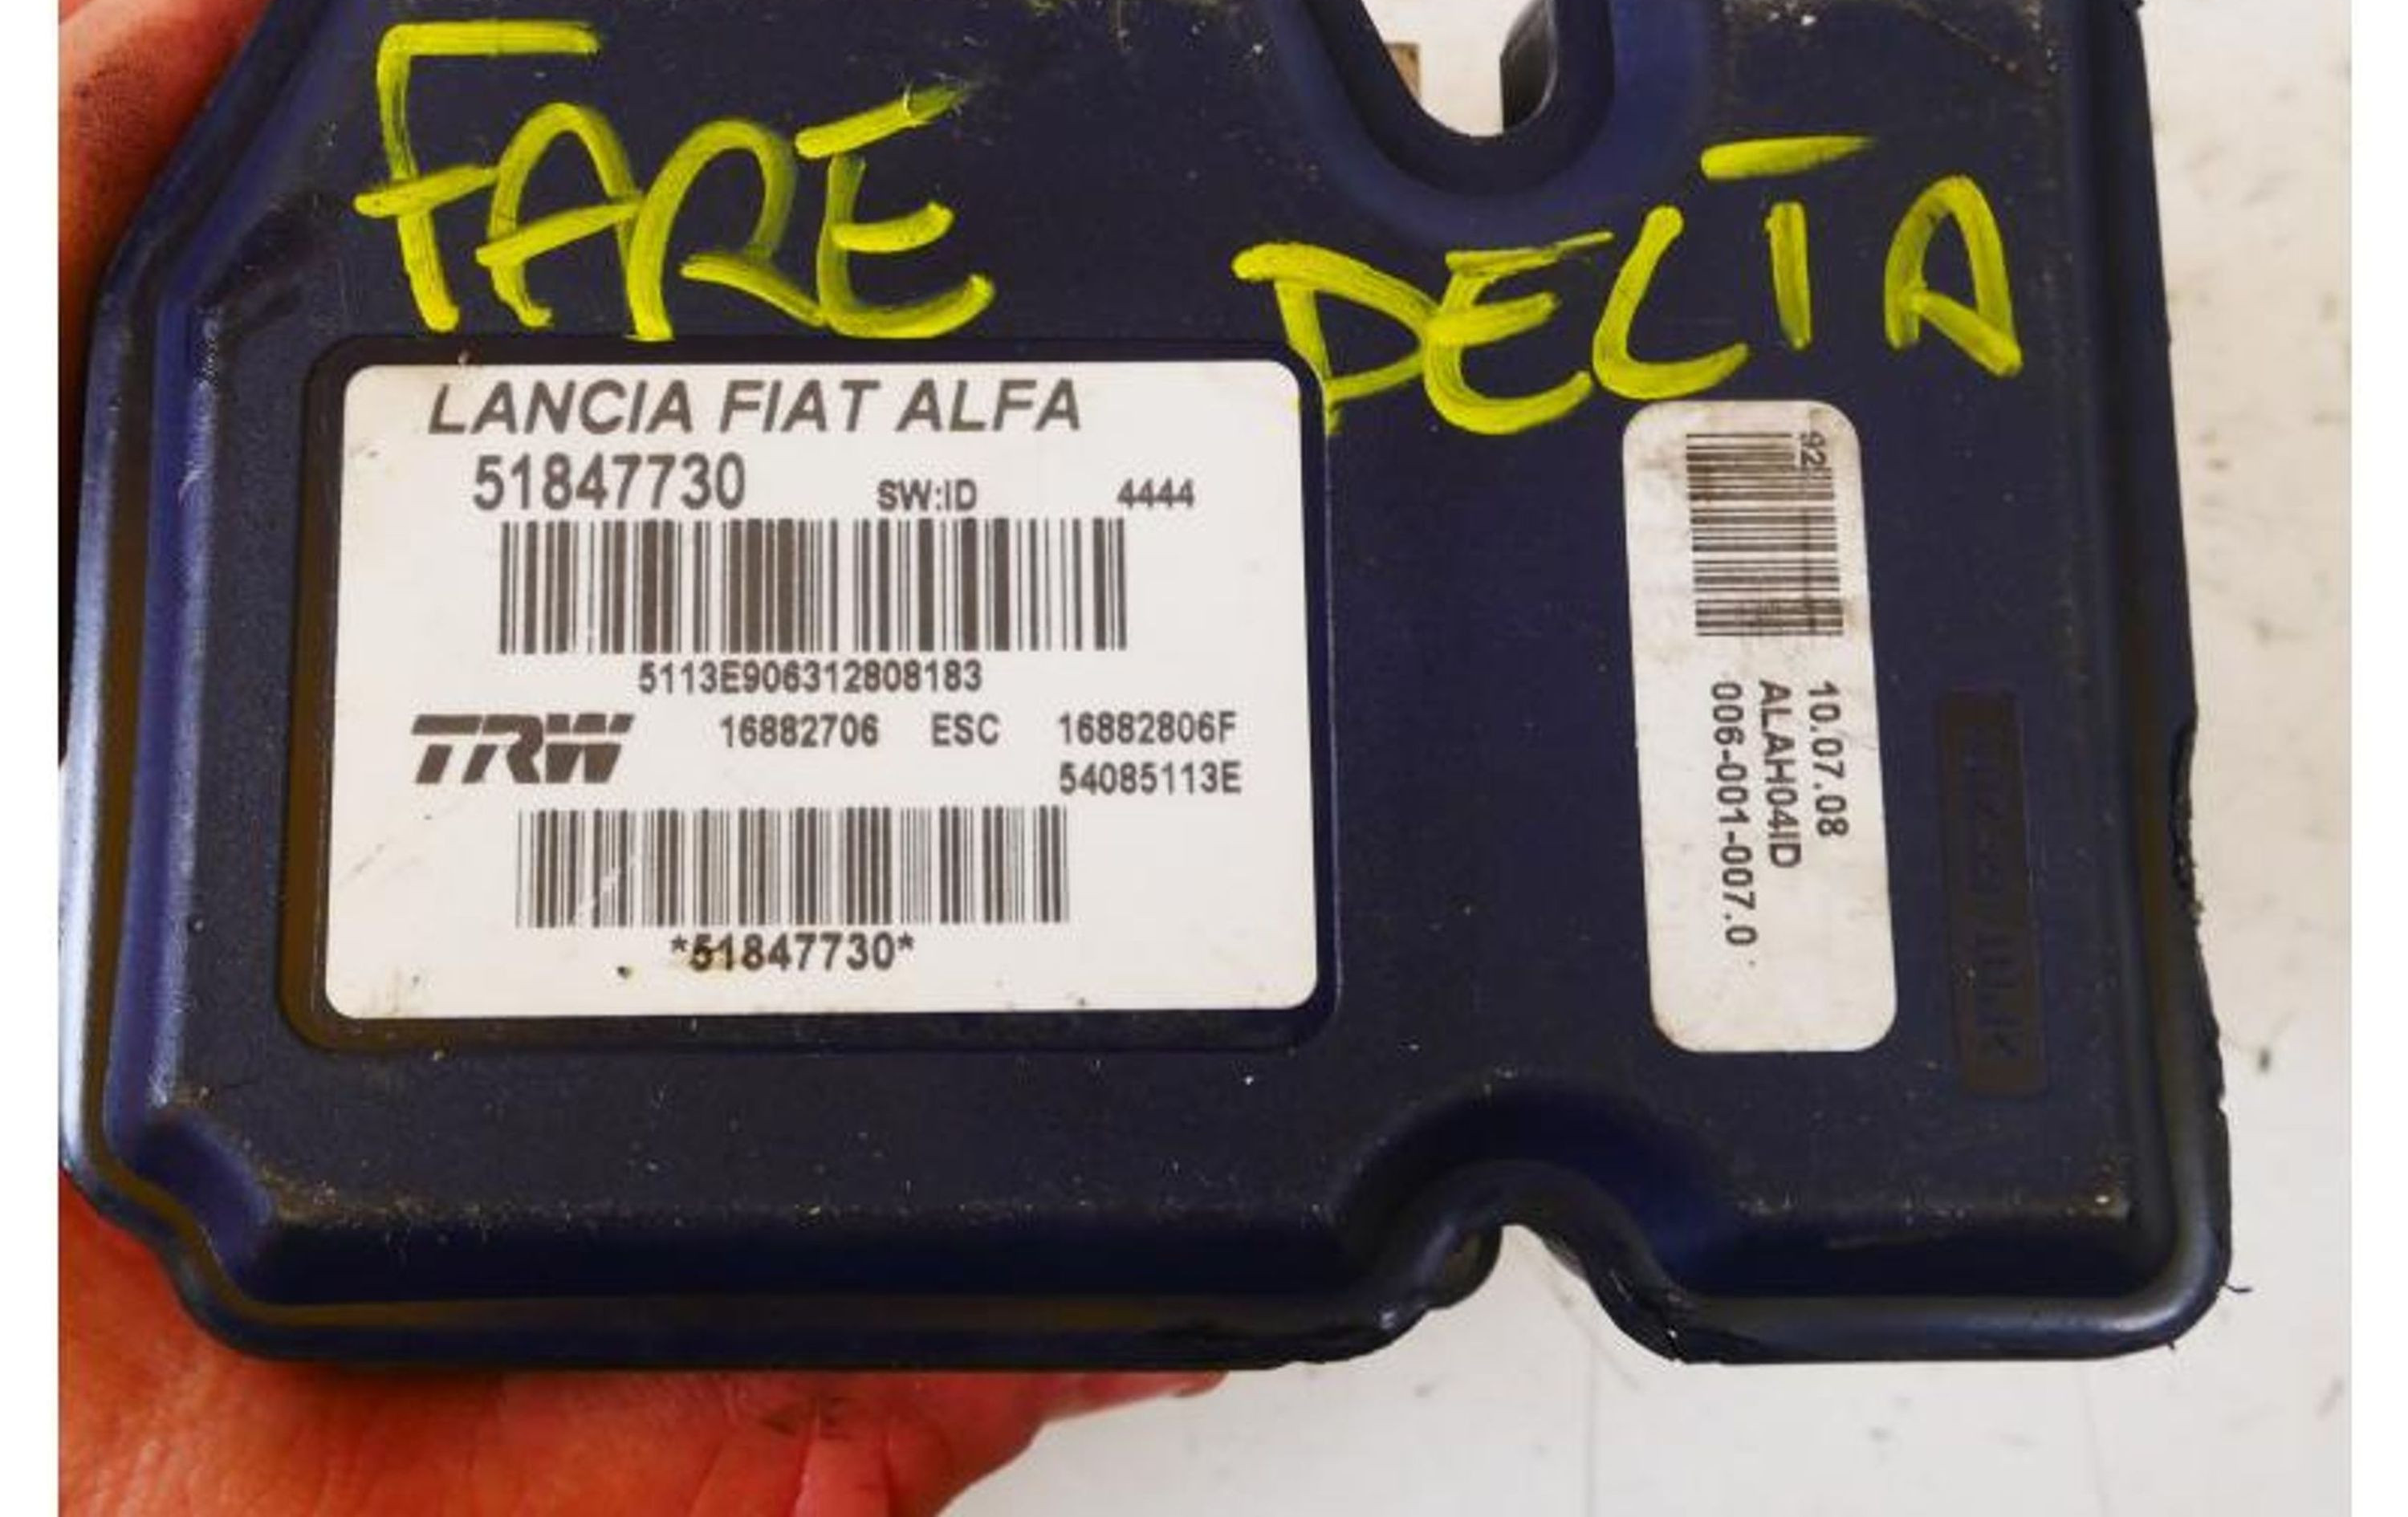 FARE
DELTA
LANCIA FIAT ALFA
51847730 SW:ID 4444
5113E906312808183
TRW 16882706 ESC 16882806F
54085113E
*51847730*
92
10.07.08
ALAH04ID
006-001-007.0